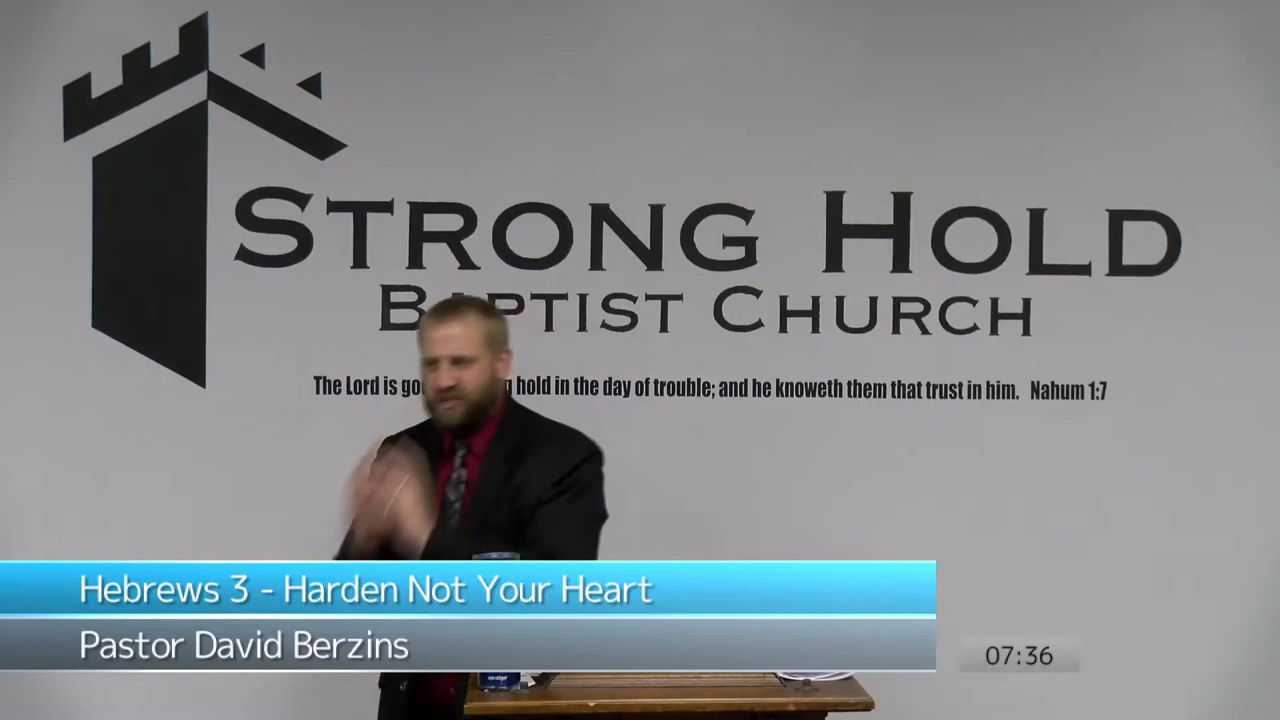 STRONG HOLD
B PTIST CHURCH
The Lord is go hold in the day of trouble; and he knoweth them that trust in him. Nahum 1:7
Hebrews 3 - Harden Not Your Heart
Pastor David Berzins
07:36